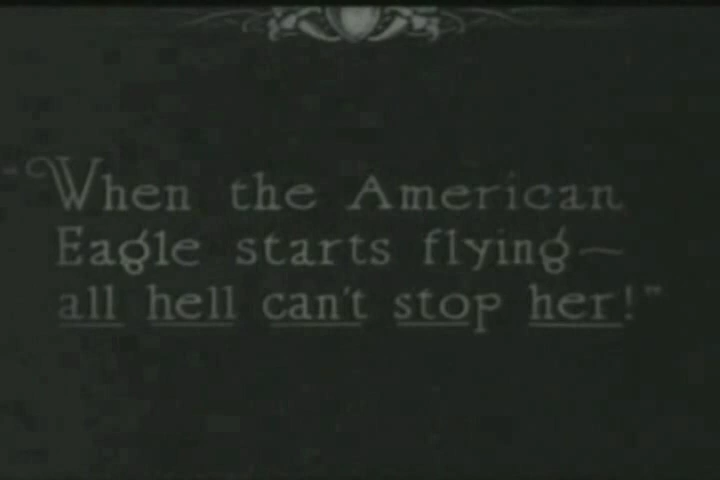 "When the American
Eagle starts flying—
all hell can't stop her!"